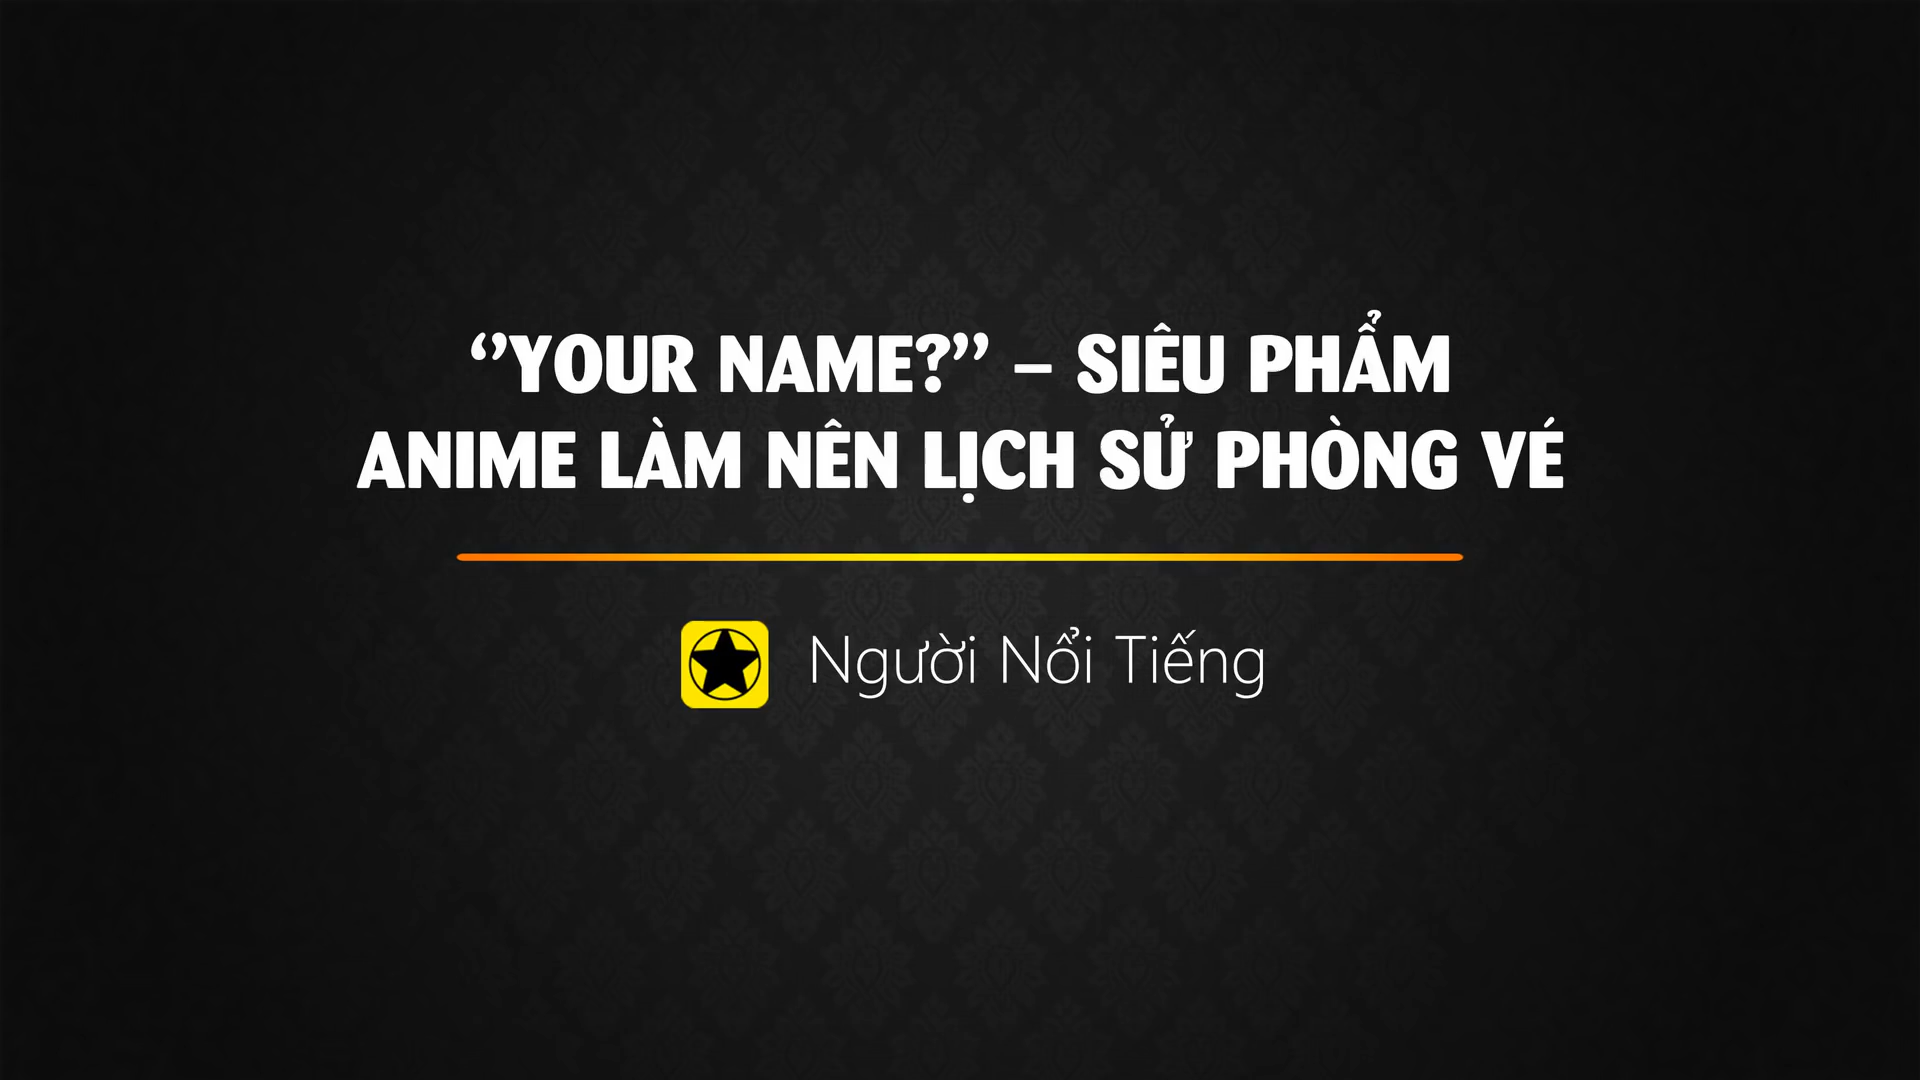 ‘’YOUR NAME?’’ – SIÊU PHẨM
ANIME LÀM NÊN LỊCH SỬ PHÒNG VÉ
Người Nổi Tiếng